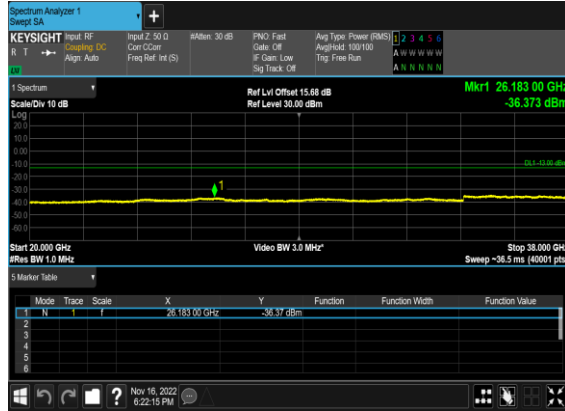 Spectrum Analyzer 1
Swept SA
KEYSIGHT Input: RF Input Z: 50 Ω #Atten: 30 dB PNO: Fast Avg Type: Power (RMS) 1 2 3 4 5 6
R T Coupling: DC Corr CCorr Gate: Off Avg|Hold: 100/100 A W W W W W
Align: Auto Freq Ref: Int (S) IF Gain: Low Trig: Free Run
LXI Sig Track: Off A N N N N N
1 Spectrum Ref Lvl Offset 15.68 dB Mkr1 26.183 00 GHz
Scale/Div 10 dB Ref Level 30.00 dBm -36.373 dBm
Log
20.0
10.0
0.00
-10.0 DL1 -13.00 dBm
-20.0
-30.0 1
-40.0
-50.0
-60.0
Start 20.000 GHz Video BW 3.0 MHz* Stop 38.000 GHz
#Res BW 1.0 MHz Sweep ~36.5 ms (40001 pts)
5 Marker Table
Mode Trace Scale X Y Function Function Width Function Value
1 N 1 f 26.183 00 GHz -36.37 dBm
2
3
4
5
6
? Nov 16, 2022
6:22:15 PM